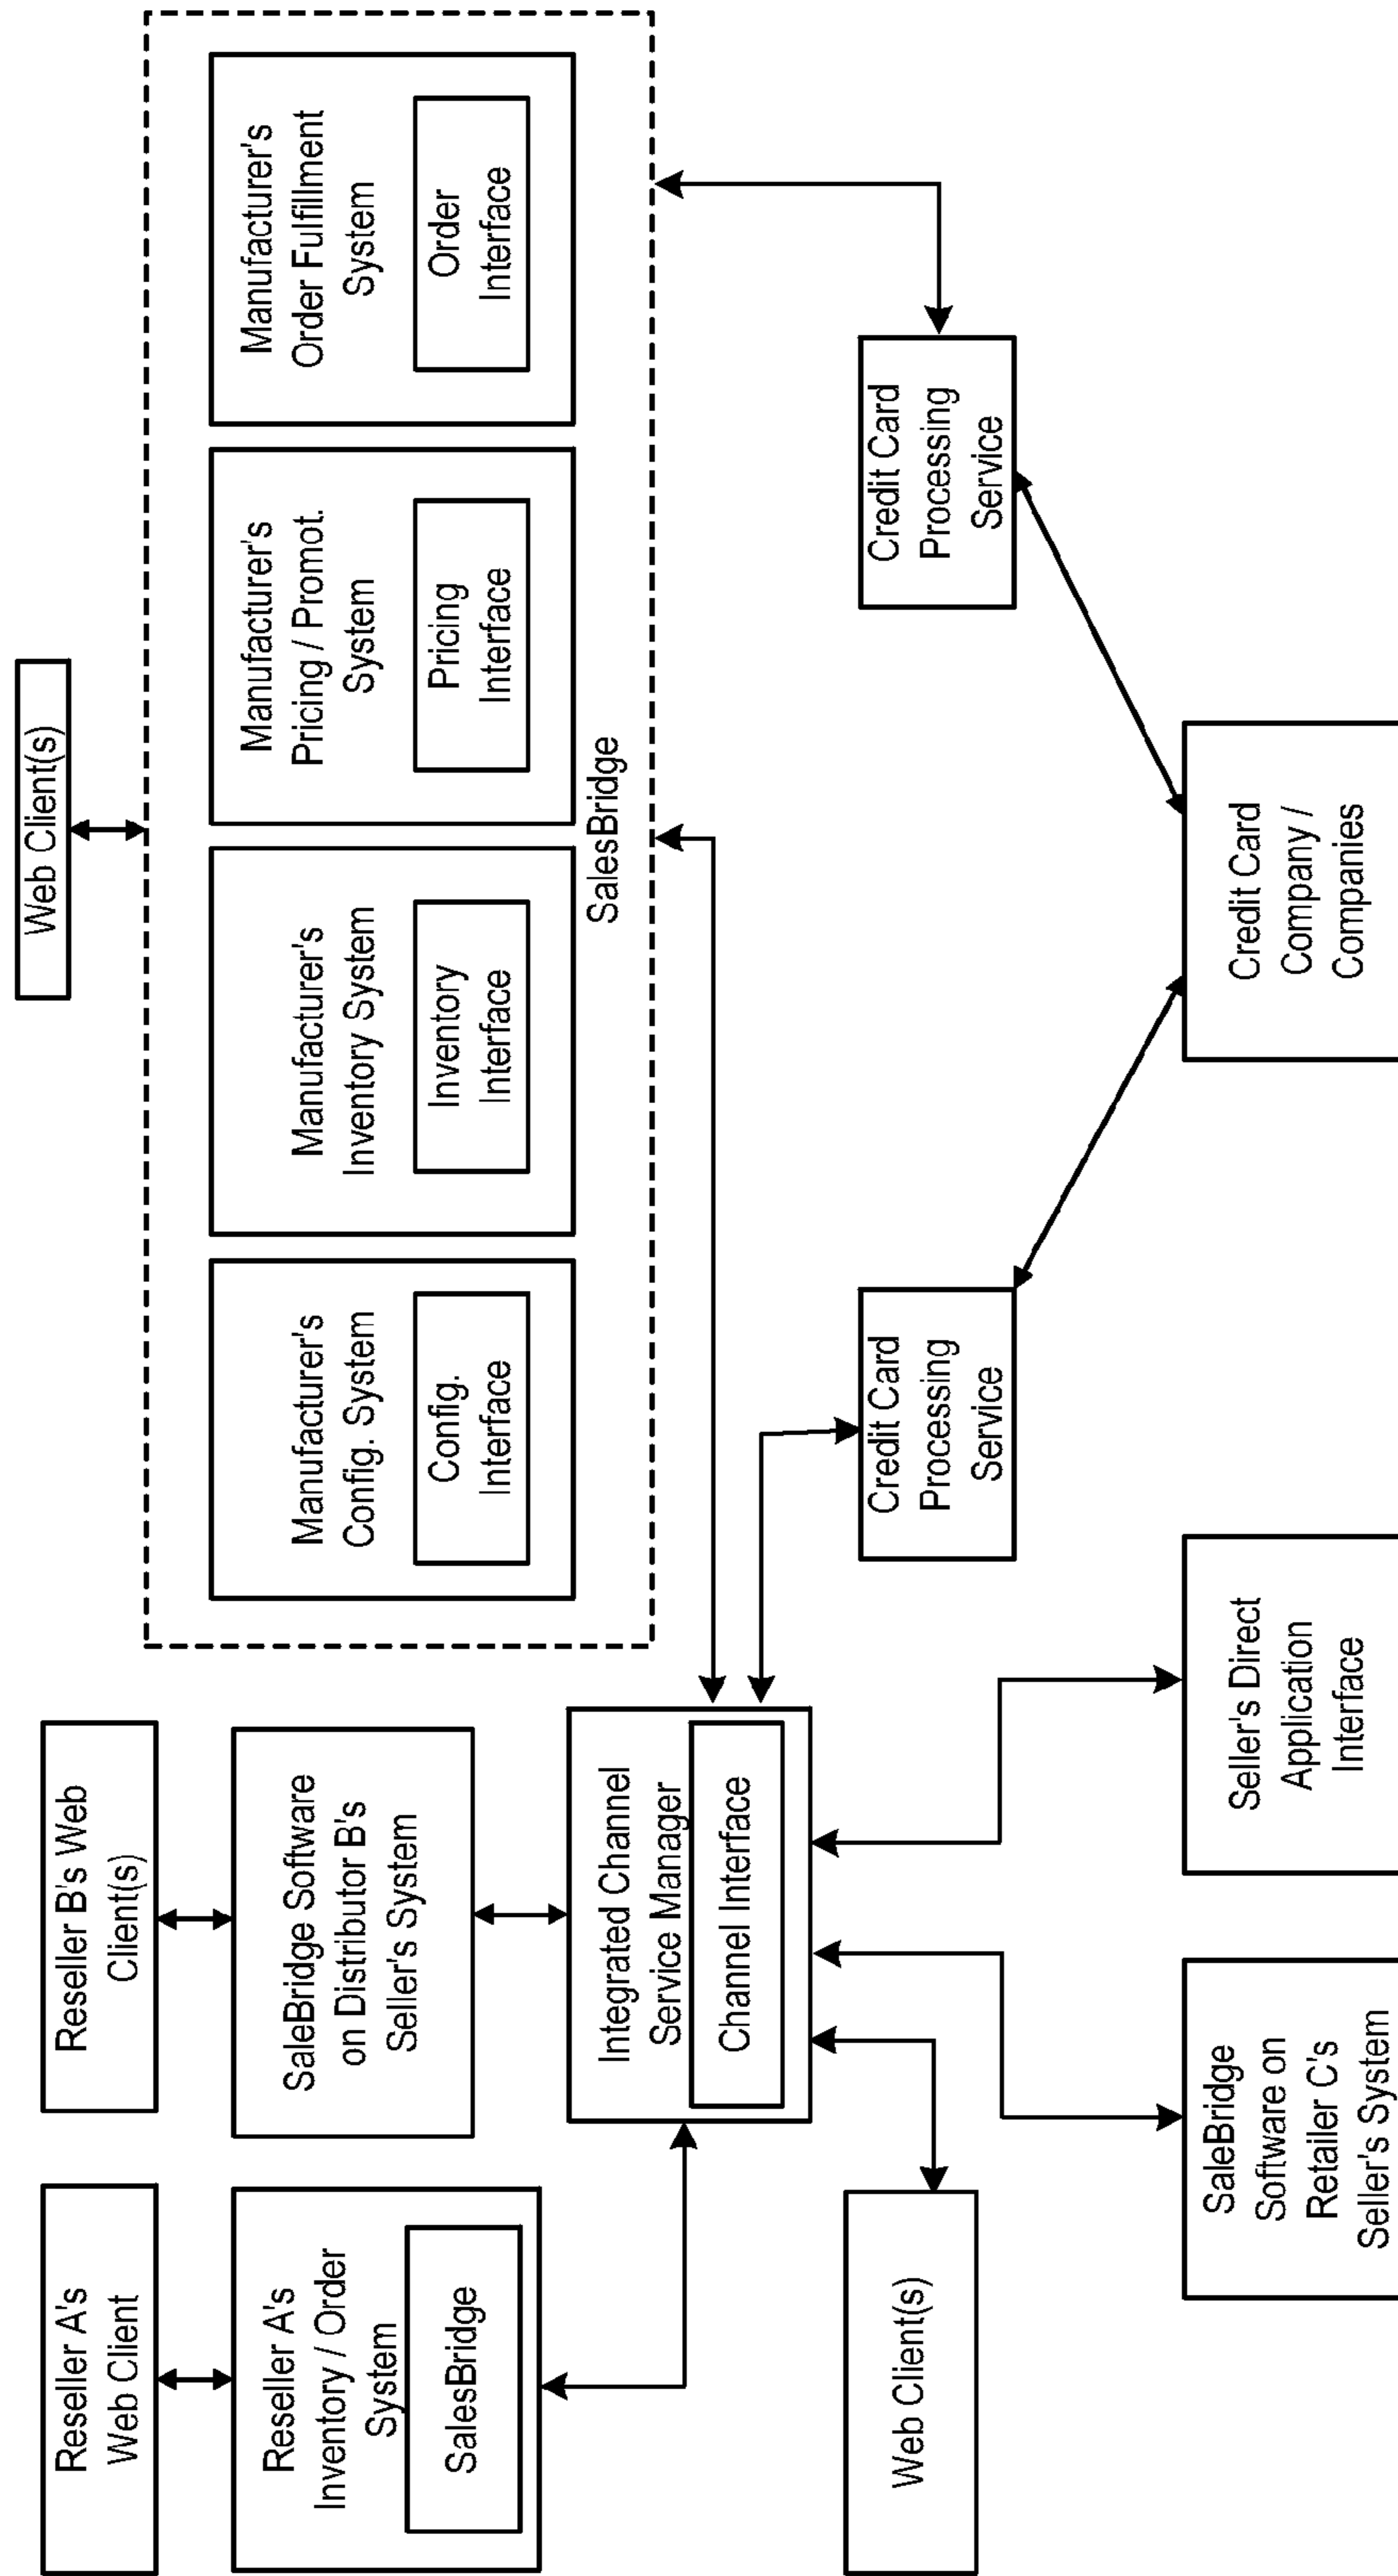 Reseller A's
Web Client
Reseller B's Web
Client(s)
Web Client(s)
Reseller A's
Inventory / Order
System
SalesBridge
SaleBridge Software
on Distributor B's
Seller's System
Manufacturer's
Config. System
Config.
Interface
Manufacturer's
Inventory System
Inventory
Interface
Manufacturer's
Pricing / Promot.
System
Pricing
Interface
Manufacturer's
Order Fulfillment
System
Order
Interface
SalesBridge
Integrated Channel
Service Manager
Channel Interface
Web Client(s)
Credit Card
Processing
Service
Credit Card
Processing
Service
SaleBridge
Software on
Retailer C's
Seller's System
Seller's Direct
Application
Interface
Credit Card
Company /
Companies